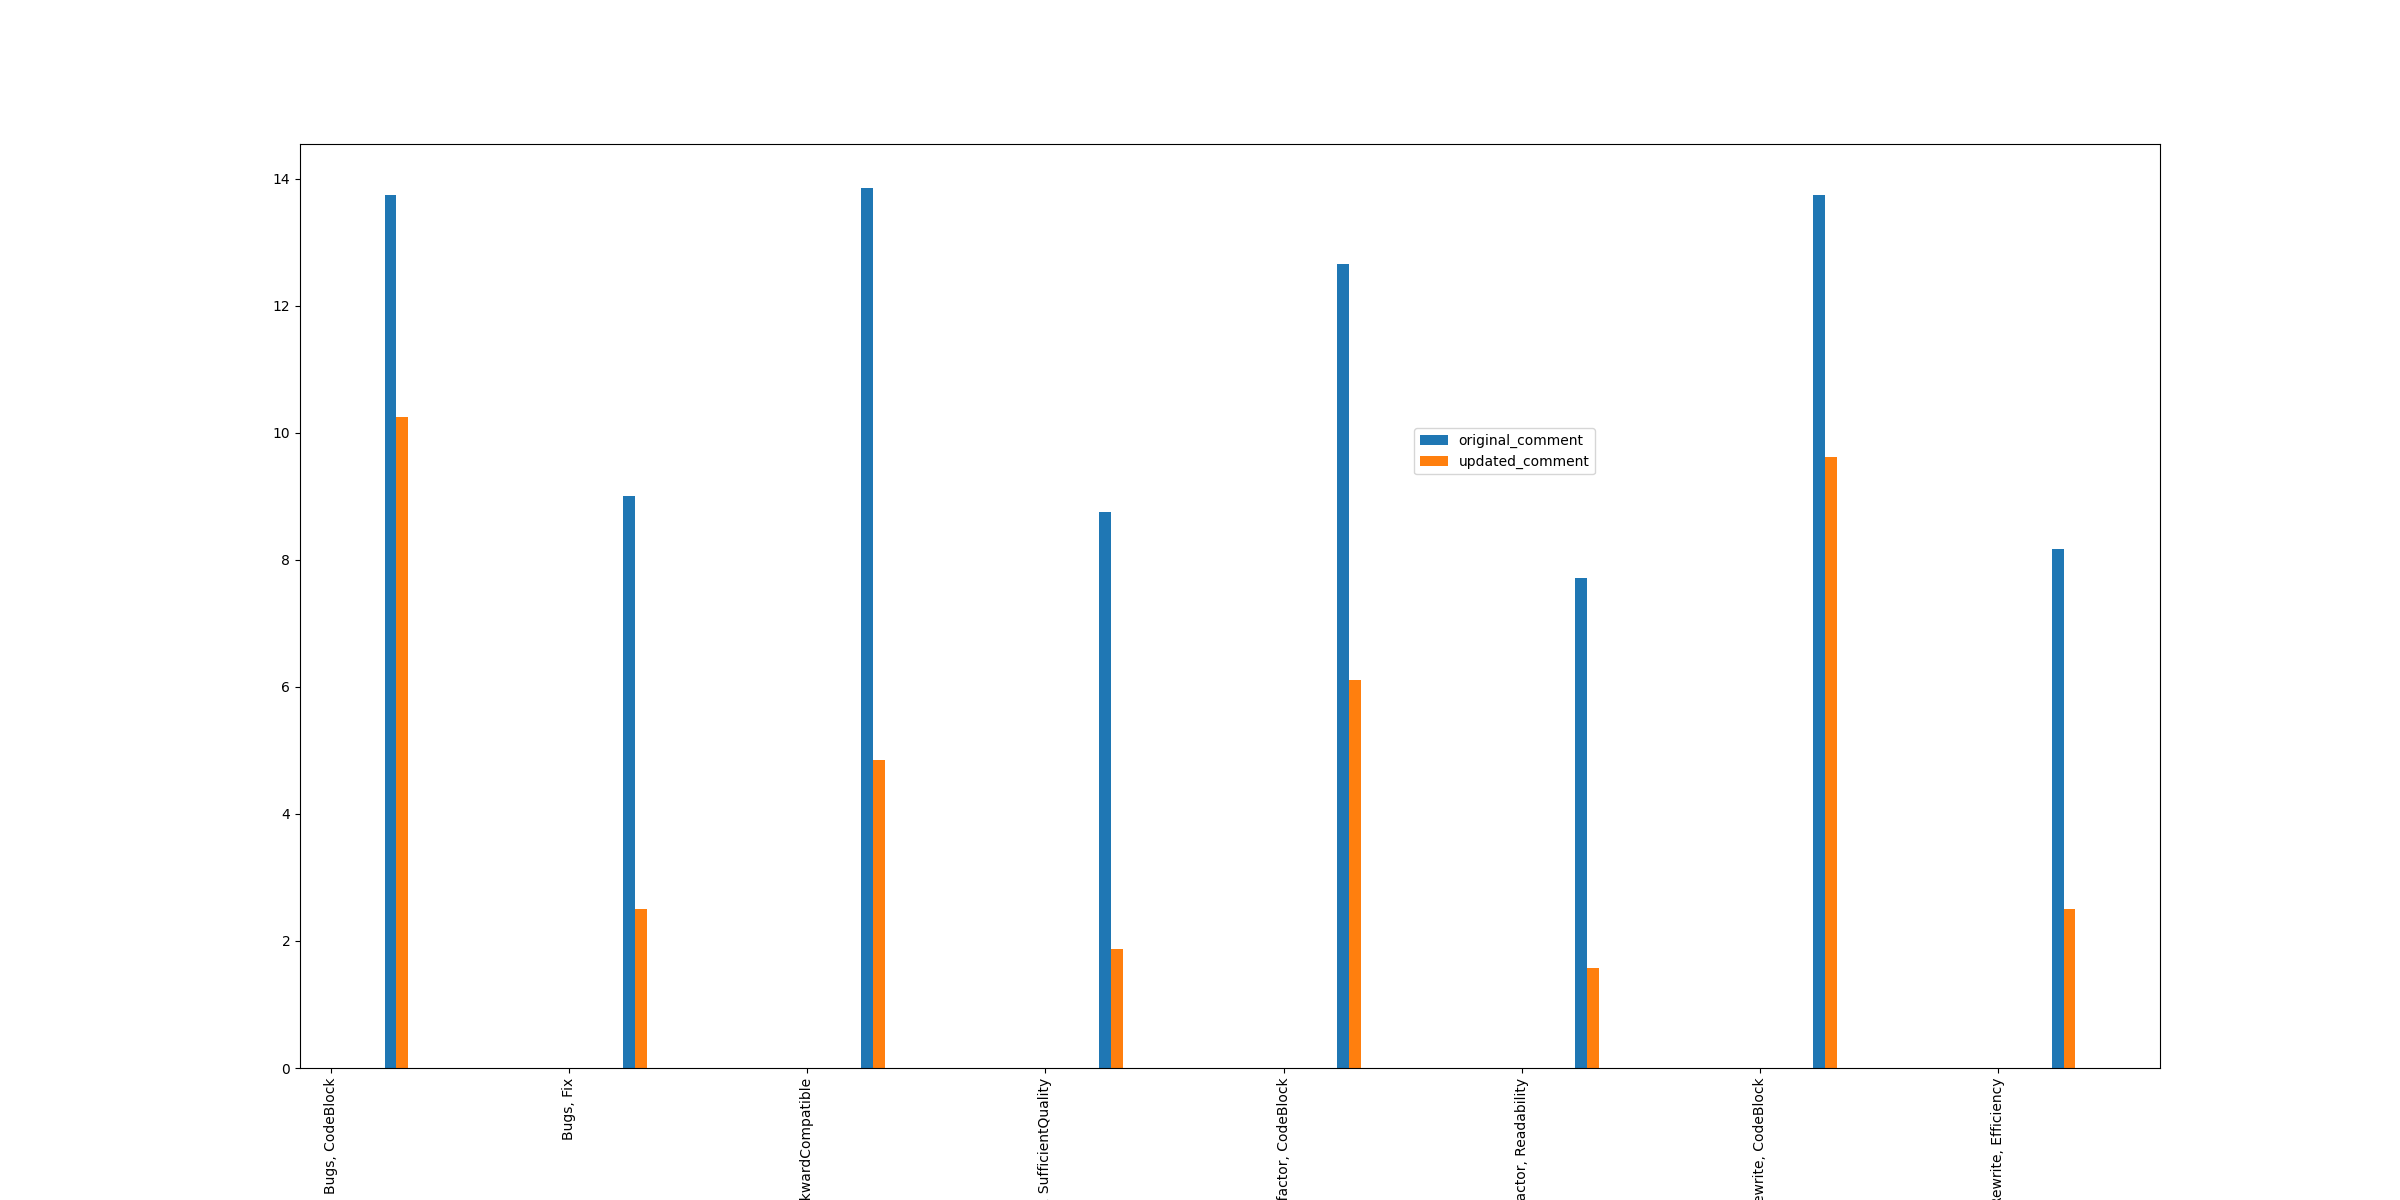 14
12
10
8
6
4
2
0
original_comment
updated_comment
Bugs, CodeBlock
Bugs, Fix
kwardCompatible
SufficientQuality
factor, CodeBlock
actor, Readability
ewrite, CodeBlock
Rewrite, Efficiency